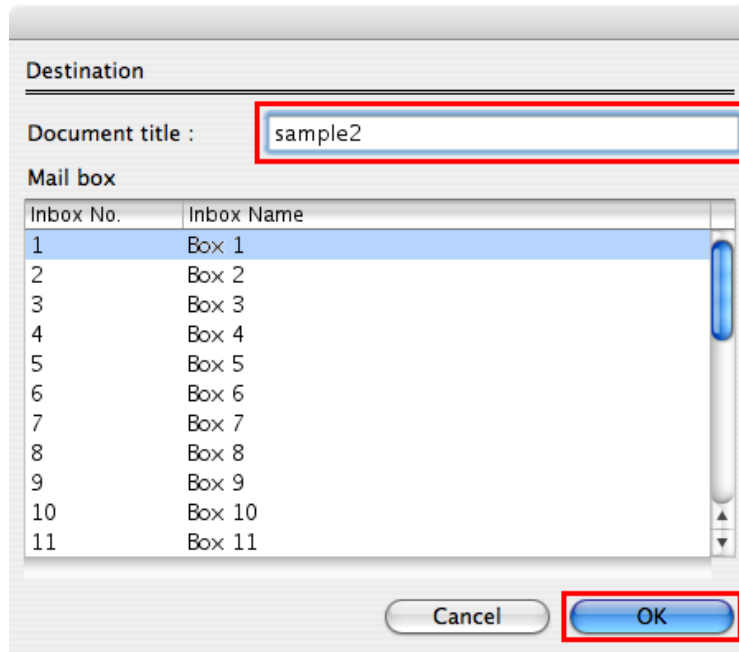 Destination
Document title : sample2
Mail box
Inbox No. Inbox Name
1 Box 1
2 Box 2
3 Box 3
4 Box 4
5 Box 5
6 Box 6
7 Box 7
8 Box 8
9 Box 9
10 Box 10
11 Box 11
Cancel OK